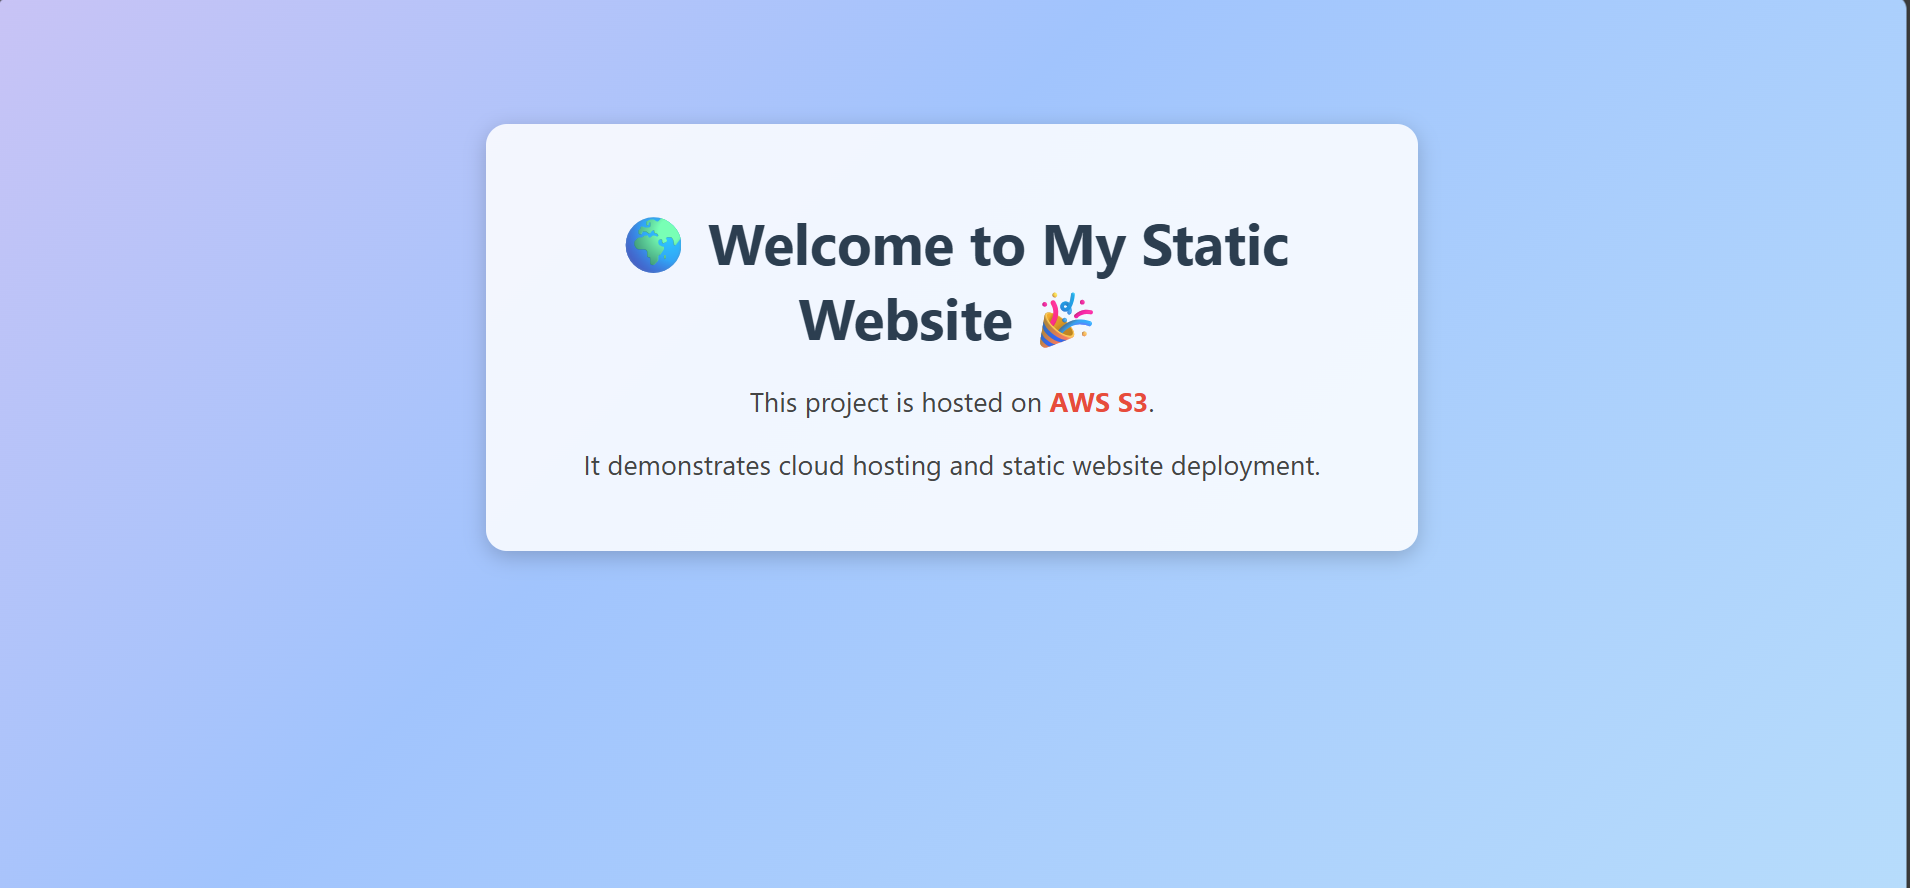 🌍 Welcome to My Static
Website 🎉
This project is hosted on AWS S3.
It demonstrates cloud hosting and static website deployment.